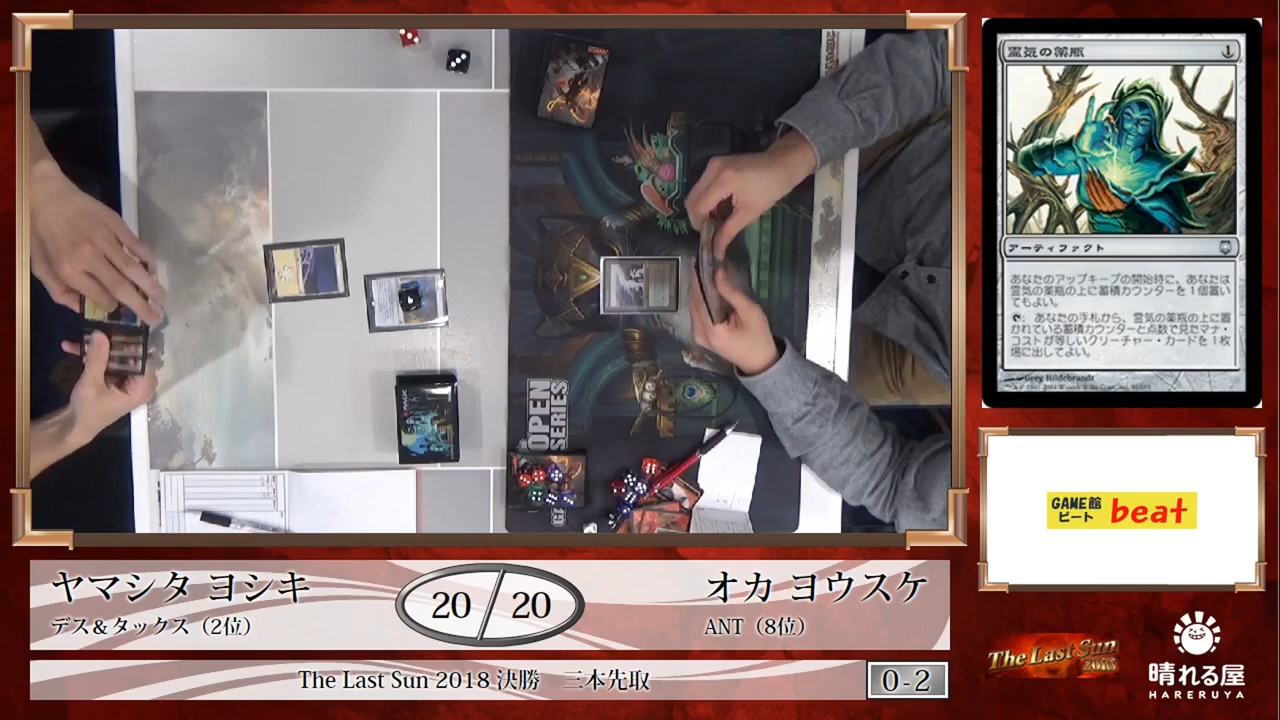 霊気の薬瓶 1
アーティファクト
あなたのアップキープの開始時に、あなたは
霊気の薬瓶の上に蓄積カウンターを1個置い
てもよい。
:あなたの手札から、霊気の薬瓶の上に置
かれている蓄積カウンターと点数で見たマナ・
コストが等しいクリーチャー・カードを1枚
場に出してよい。
Greg Hildebrandt
OPEN
SERIES
GAME館
ビート beat
ヤマシタ ヨシキ
デス&タックス(2位)
20/20
オカ ヨウスケ
ANT(8位)
The Last Sun 2018 決勝 三本先取
0-2
The Last Sun
2018
晴れる屋
HARERUYA